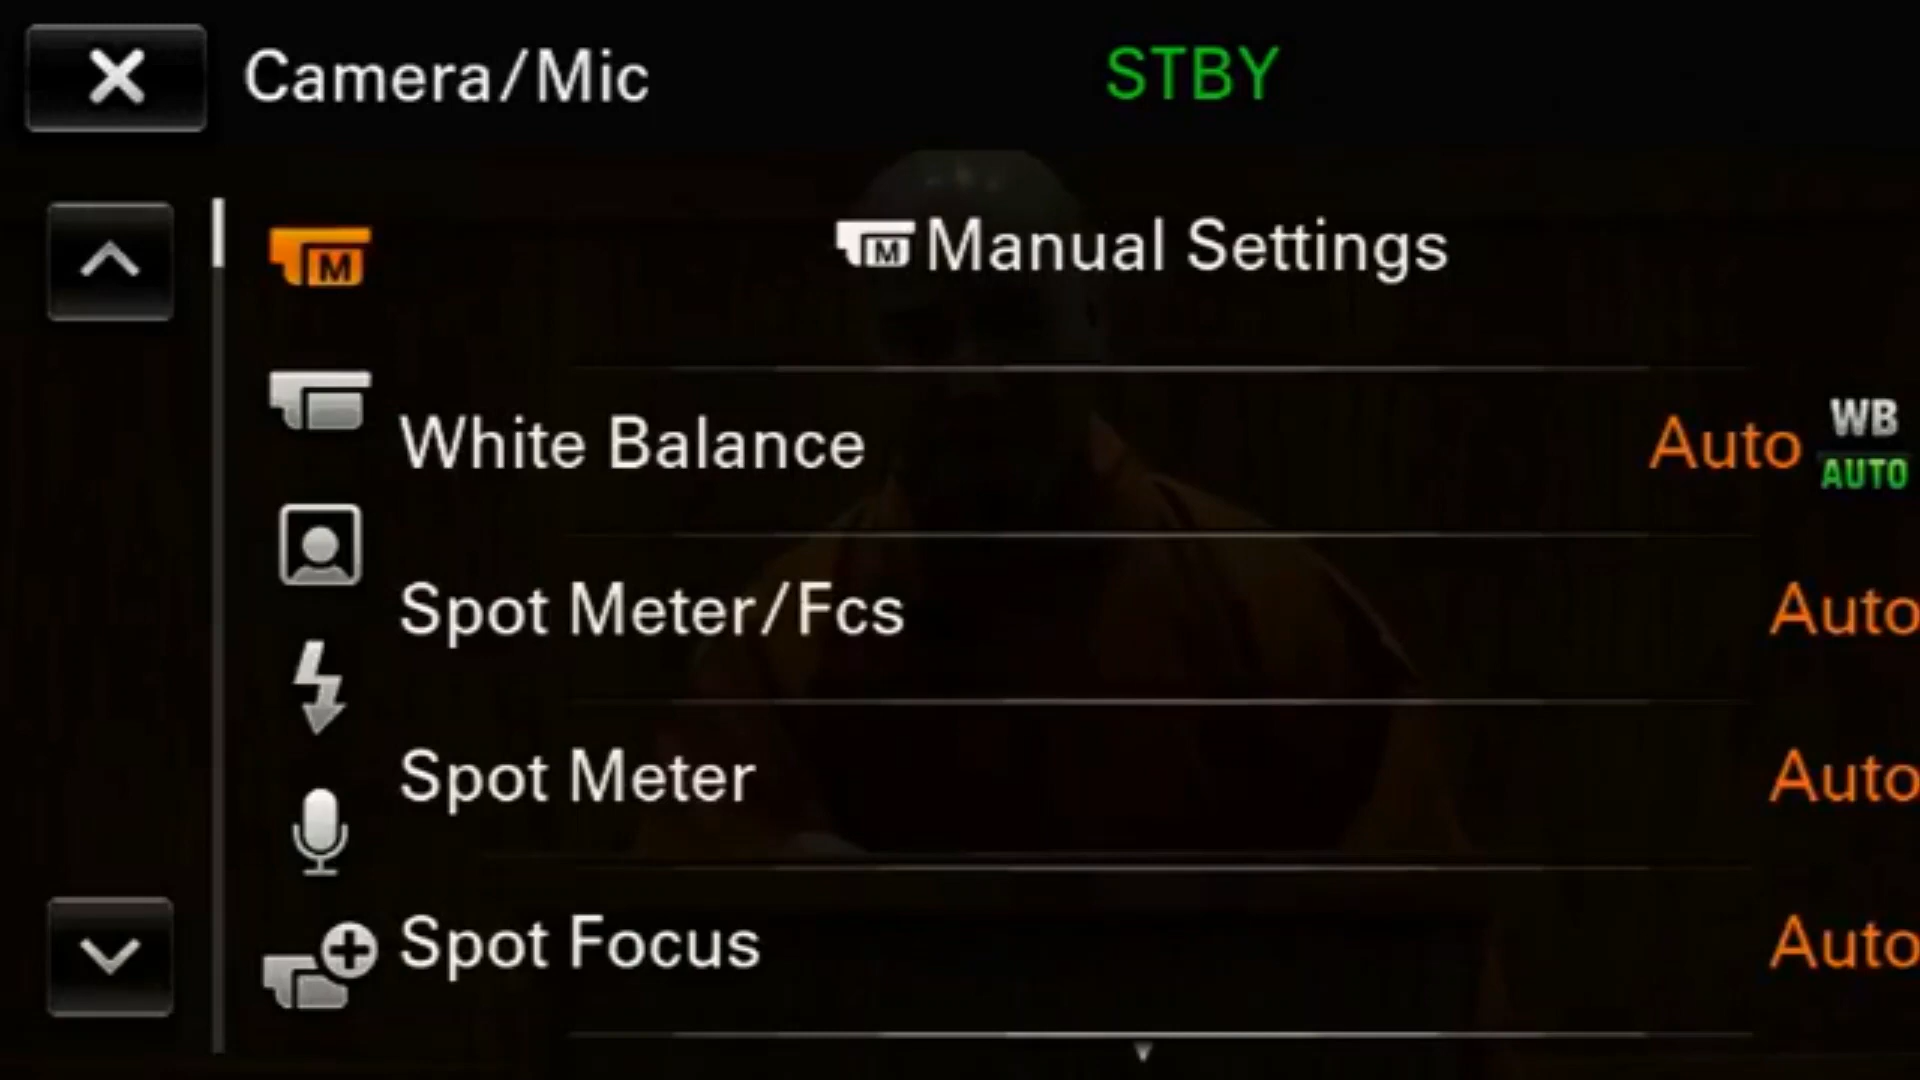 Camera/Mic STBY
M Manual Settings
M
White Balance Auto WB AUTO
Spot Meter/Fcs Auto
Spot Meter Auto
Spot Focus Auto